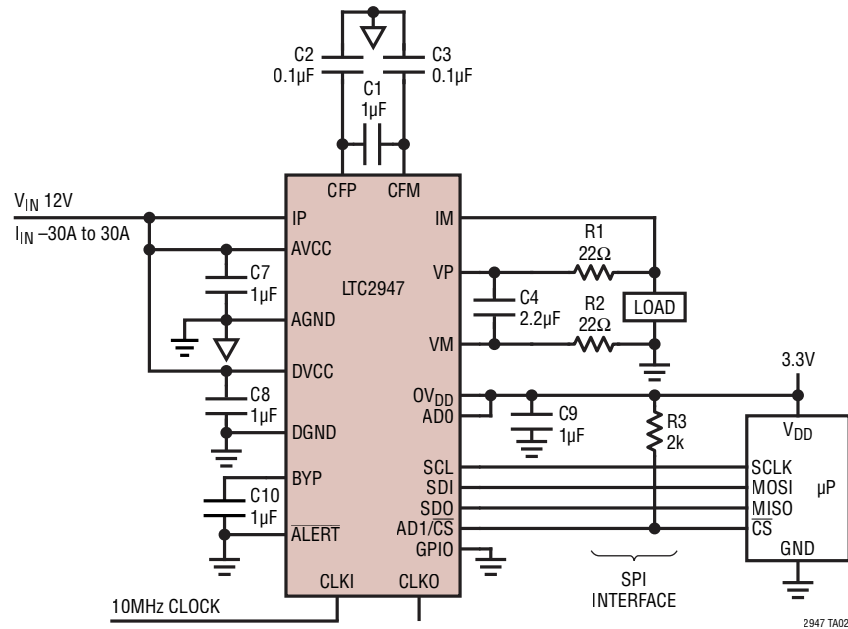 C2
0.1µF
C3
0.1µF
C1
1µF
CFP
CFM
VIN 12V
IIN –30A to 30A
IP
IM
AVCC
C7
1µF
LTC2947
VP
R1
22Ω
C4
2.2µF
LOAD
AGND
VM
R2
22Ω
DVCC
C8
1µF
DGND
OVDD
AD0
C9
1µF
R3
2k
3.3V
VDD
BYP
C10
1µF
ALERT
SCL
SDI
SDO
AD1/CS
GPIO
SCLK
MOSI
MISO
CS
µP
GND
CLKI
CLKO
SPI
INTERFACE
10MHz CLOCK
2947 TA02